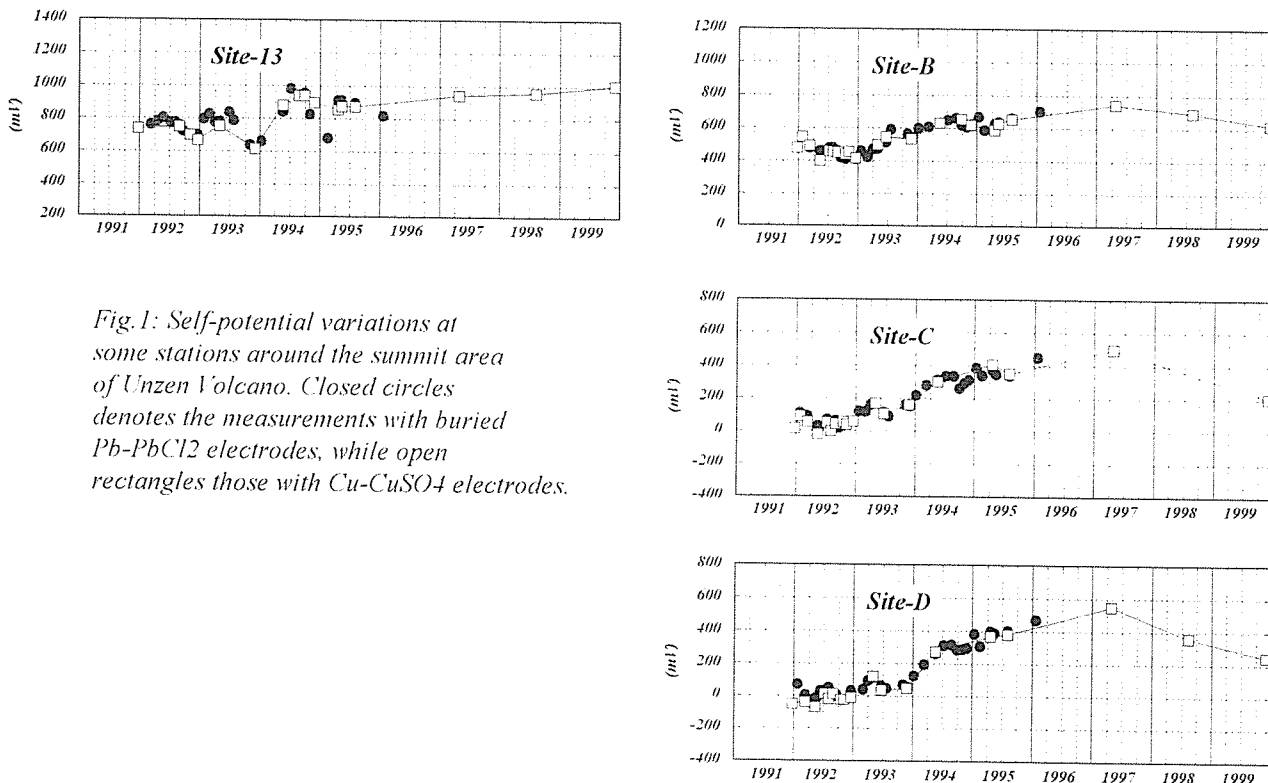 1400
1200
1000
800
600
400
200
(mV)
Site-13
1991 1992 1993 1994 1995 1996 1997 1998 1999
Fig.1: Self-potential variations at
some stations around the summit area
of Unzen Volcano. Closed circles
denotes the measurements with buried
Pb-PbCl2 electrodes, while open
rectangles those with Cu-CuSO4 electrodes.
1200
1000
800
600
400
200
0
(mV)
Site-B
1991 1992 1993 1994 1995 1996 1997 1998 1999
800
600
400
200
0
-200
-400
(mV)
Site-C
1991 1992 1993 1994 1995 1996 1997 1998 1999
800
600
400
200
0
-200
-400
(mV)
Site-D
1991 1992 1993 1994 1995 1996 1997 1998 1999